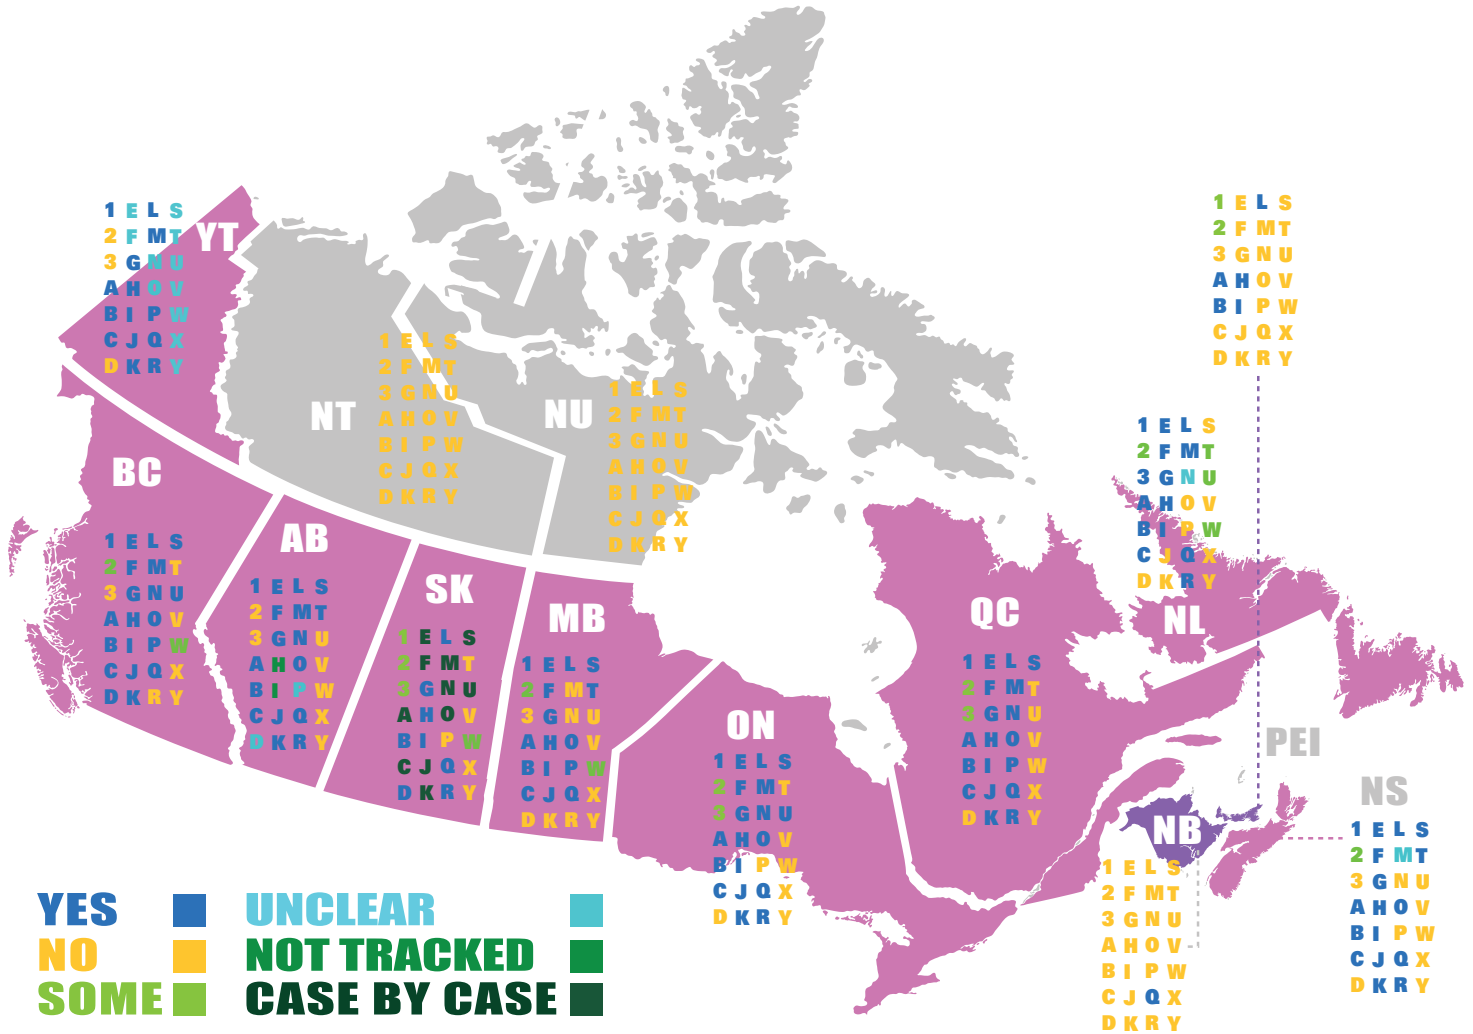 1 E L S
2 F M T
3 G N U
A H O V
B I P W
C J Q X
D K R Y
YT
1 E L S
2 F M T
3 G N U
A H O V
B I P W
C J Q X
D K R Y
NT
1 E L S
2 F M T
3 G N U
A H O V
B I P W
C J Q X
D K R Y
NU
1 E L S
2 F M T
3 G N U
A H O V
B I P W
C J Q X
D K R Y
BC
1 E L S
2 F M T
3 G N U
A H O V
B I P W
C J Q X
D K R Y
AB
1 E L S
2 F M T
3 G N U
A H O V
B I P W
C J Q X
D K R Y
SK
1 E L S
2 F M T
3 G N U
A H O V
B I P W
C J Q X
D K R Y
MB
1 E L S
2 F M T
3 G N U
A H O V
B I P W
C J Q X
D K R Y
ON
1 E L S
2 F M T
3 G N U
A H O V
B I P W
C J Q X
D K R Y
QC
1 E L S
2 F M T
3 G N U
A H O V
B I P W
C J Q X
D K R Y
1 E L S
2 F M T
3 G N U
A H O V
B I P W
C J Q X
D K R Y
NL
PEI
NS
1 E L S
2 F M T
3 G N U
A H O V
B I P W
C J Q X
D K R Y
NB
1 E L S
2 F M T
3 G N U
A H O V
B I P W
C J Q X
D K R Y
YES
NO
SOME
UNCLEAR
NOT TRACKED
CASE BY CASE